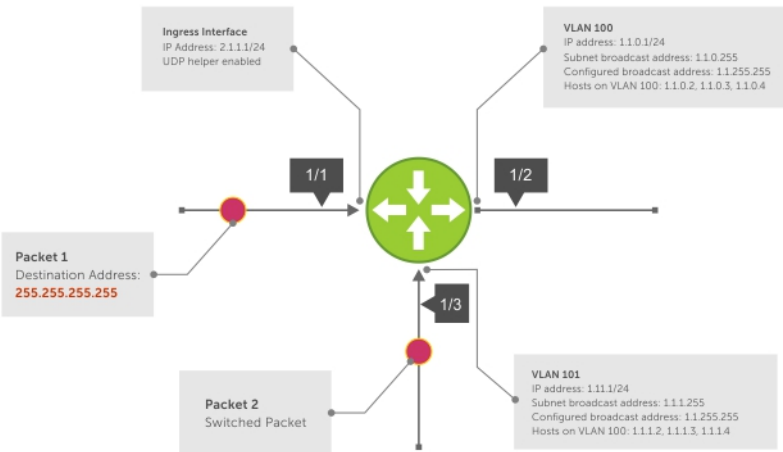 Ingress Interface
IP Address: 2.1.1.1/24
UDP helper enabled
VLAN 100
IP address: 1.1.0.1/24
Subnet broadcast address: 1.1.0.255
Configured broadcast address: 1.1.255.255
Hosts on VLAN 100: 1.1.0.2, 1.1.0.3, 1.1.0.4
1/1
1/2
Packet 1
Destination Address:
255.255.255.255
1/3
Packet 2
Switched Packet
VLAN 101
IP address: 1.11.1/24
Subnet broadcast address: 1.1.1.255
Configured broadcast address: 1.1.255.255
Hosts on VLAN 100: 1.1.1.2, 1.1.1.3, 1.1.1.4